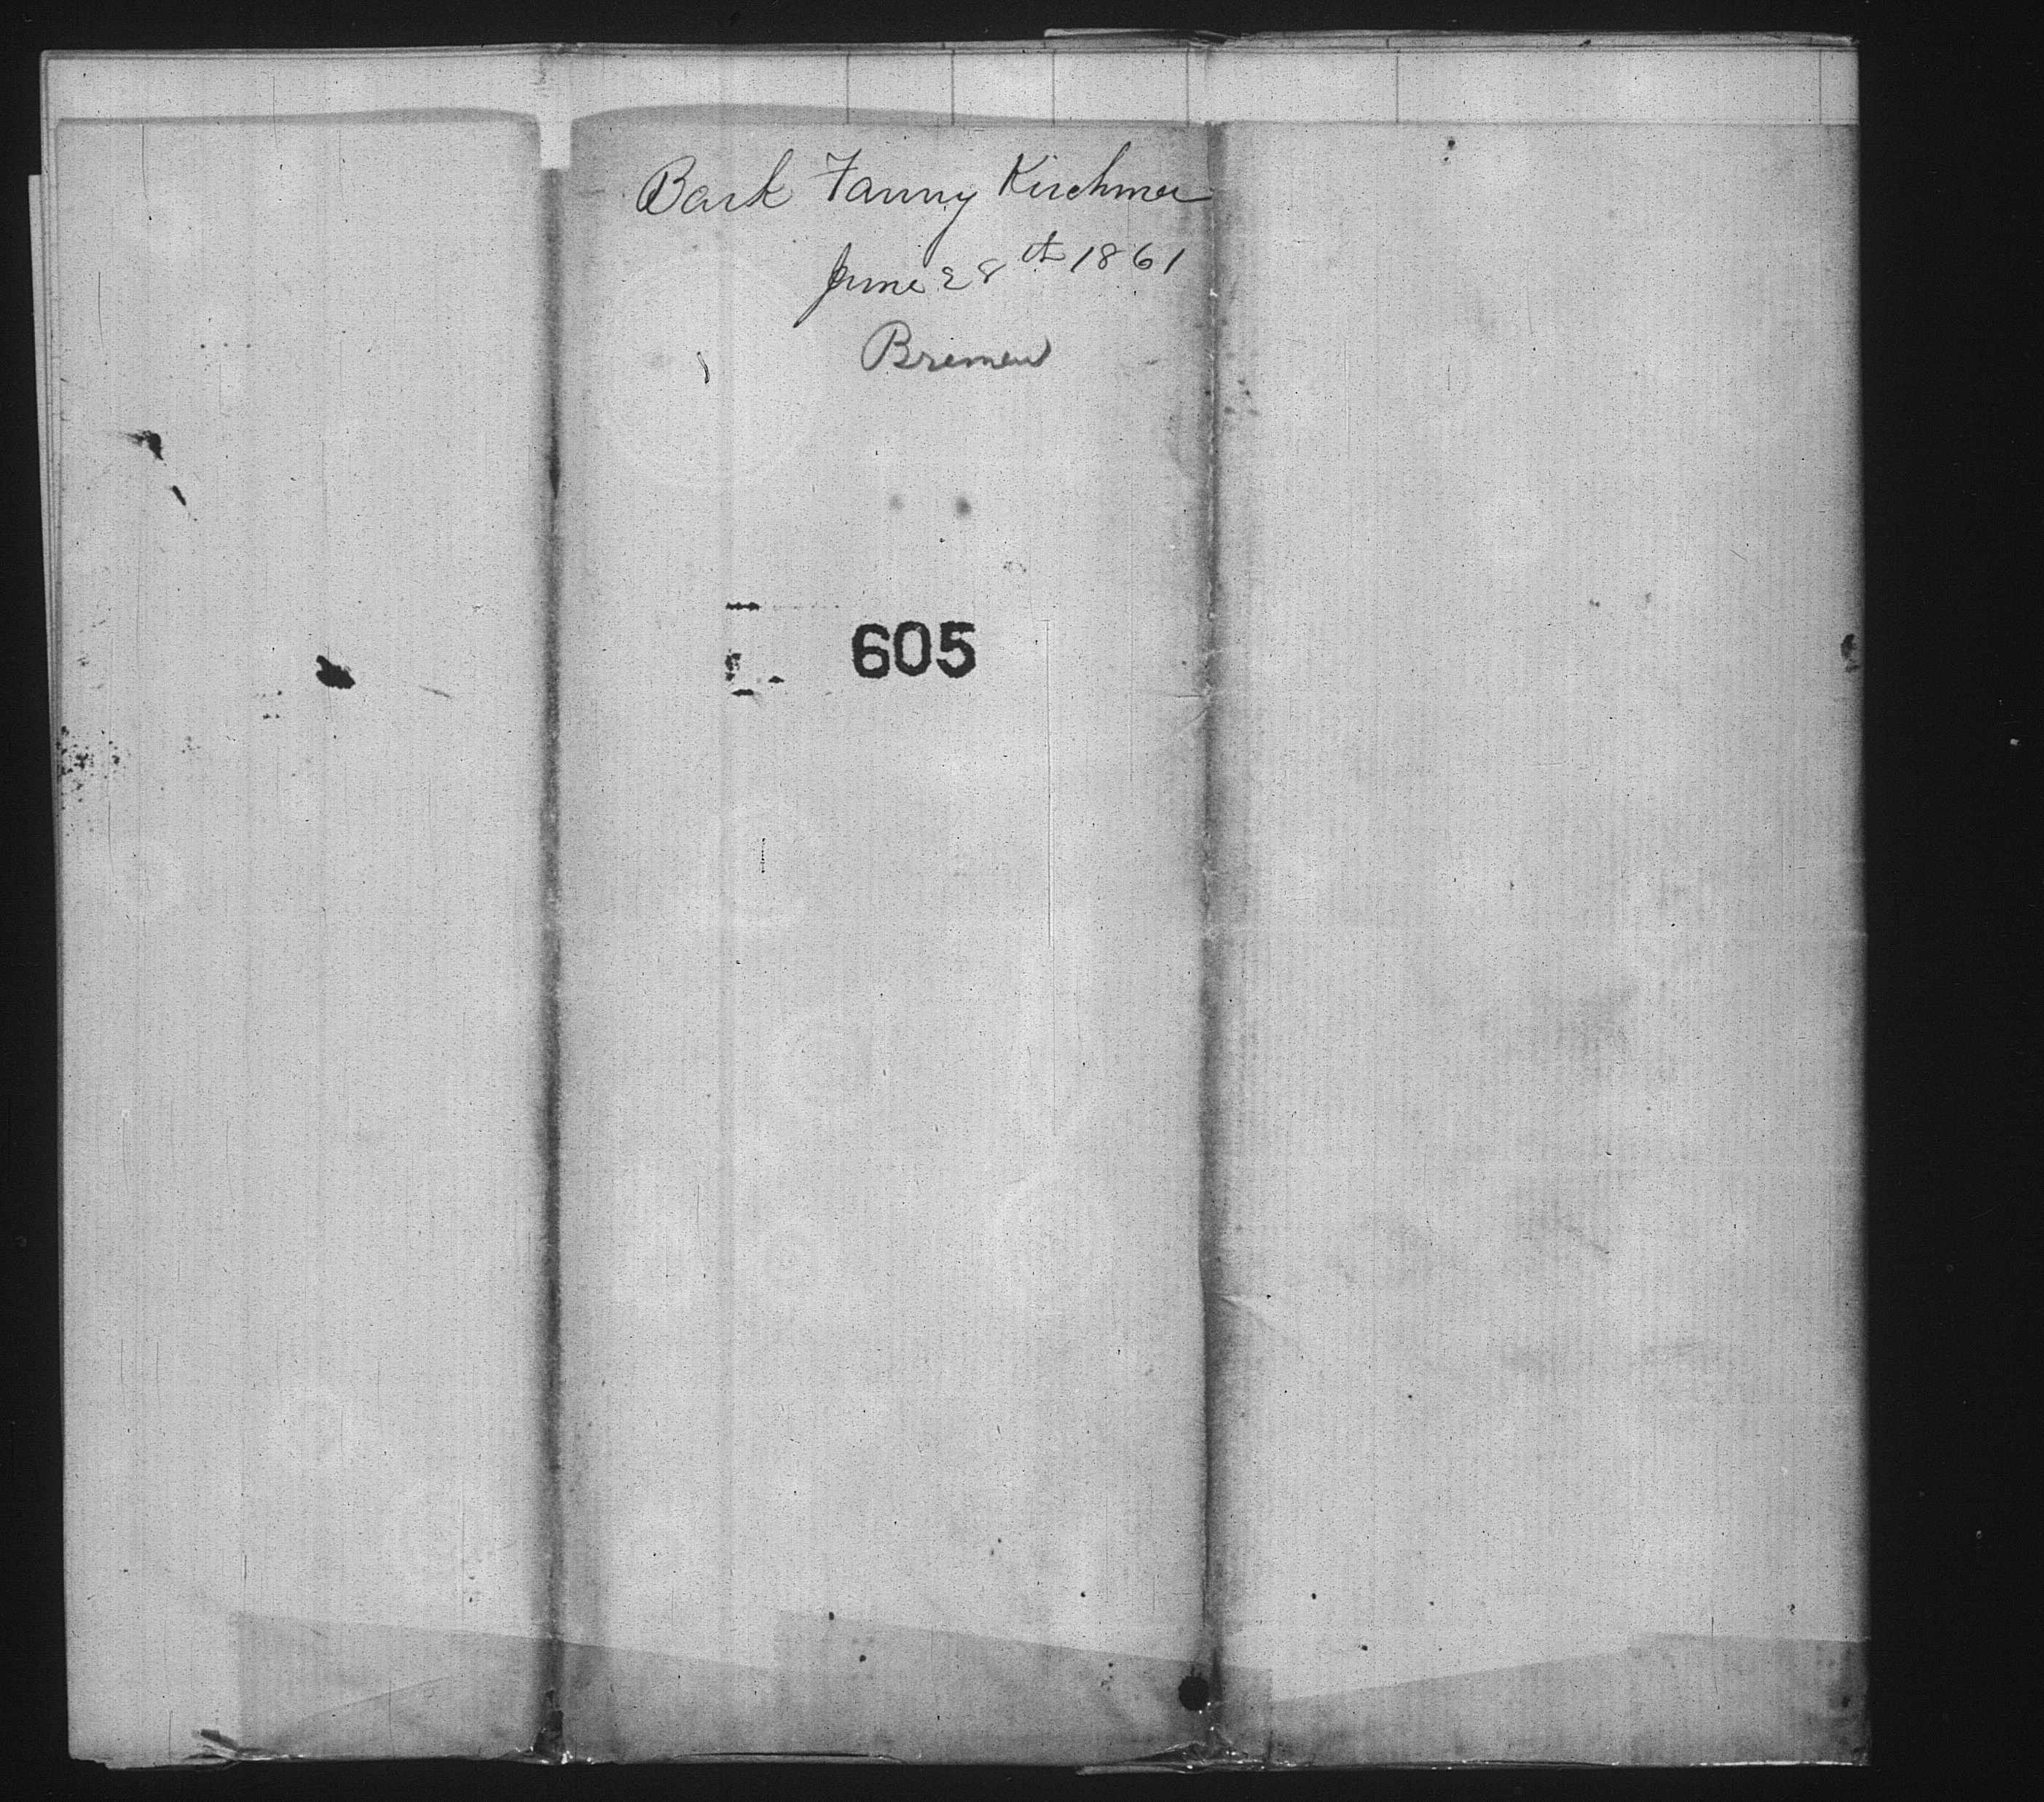 Bark Fanny Kirchner
June 28th 1861
Bremen
605